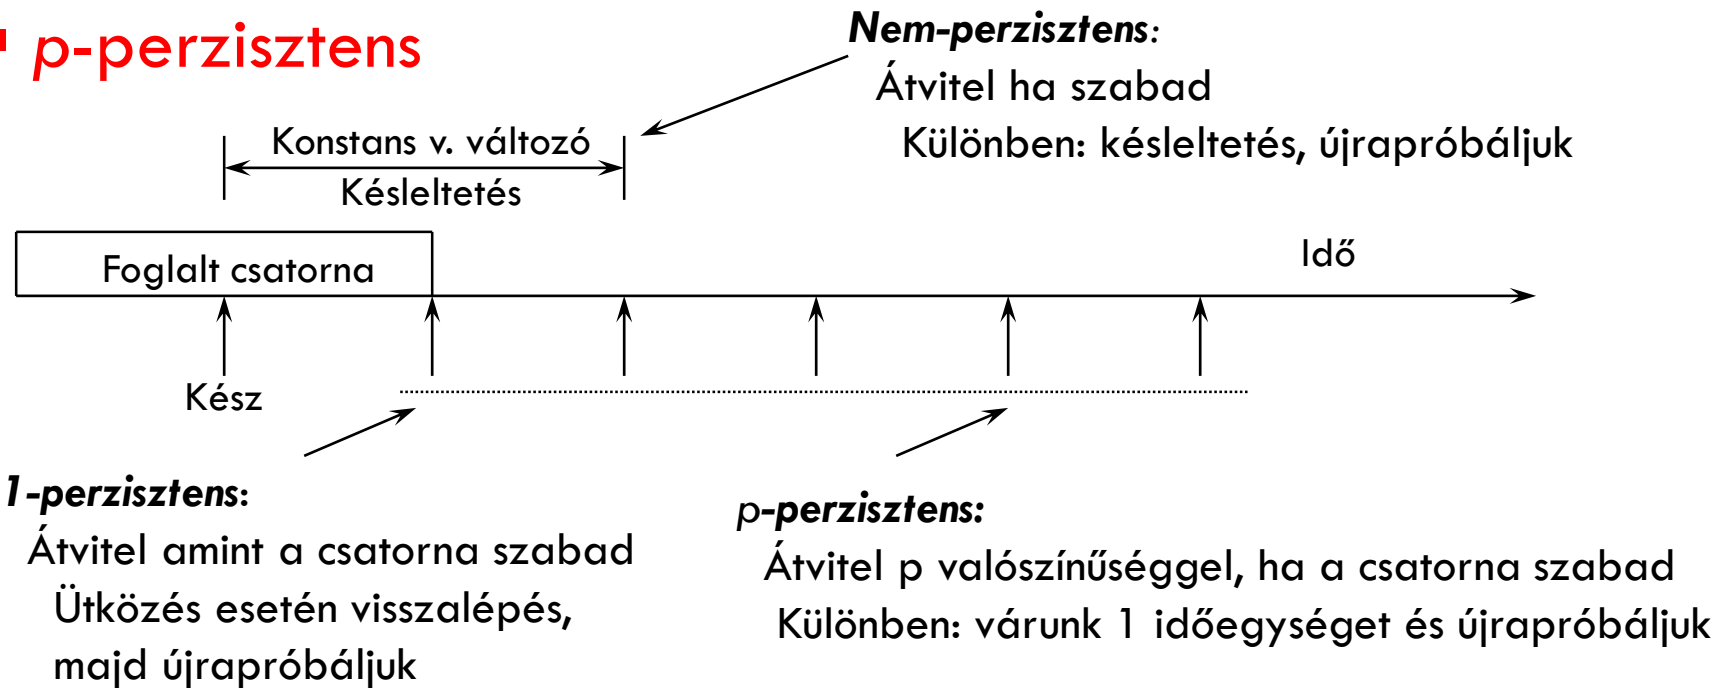 p-perzisztens
Nem-perzisztens:
Átvitel ha szabad
Különben: késleltetés, újrapróbáljuk
Konstans v. változó
Késleltetés
Foglalt csatorna
Idő
Kész
1-perzisztens:
Átvitel amint a csatorna szabad
Ütközés esetén visszalépés,
majd újrapróbáljuk
p-perzisztens:
Átvitel p valószínűséggel, ha a csatorna szabad
Különben: várunk 1 időegységet és újrapróbáljuk